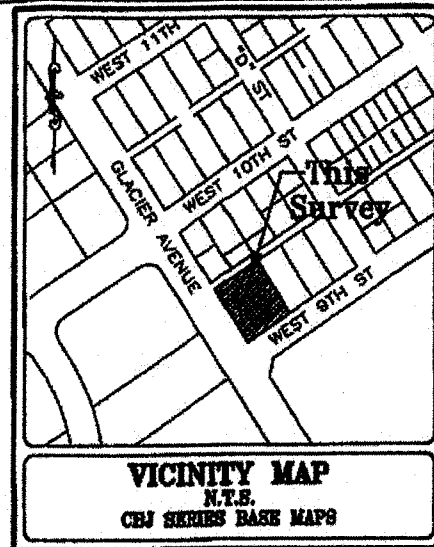 WEST 11TH
"D" ST
WEST 10TH ST
This
Survey
GLACIER AVENUE
WEST 9TH ST
VICINITY MAP
N.T.S.
CBJ SERIES BASE MAPS